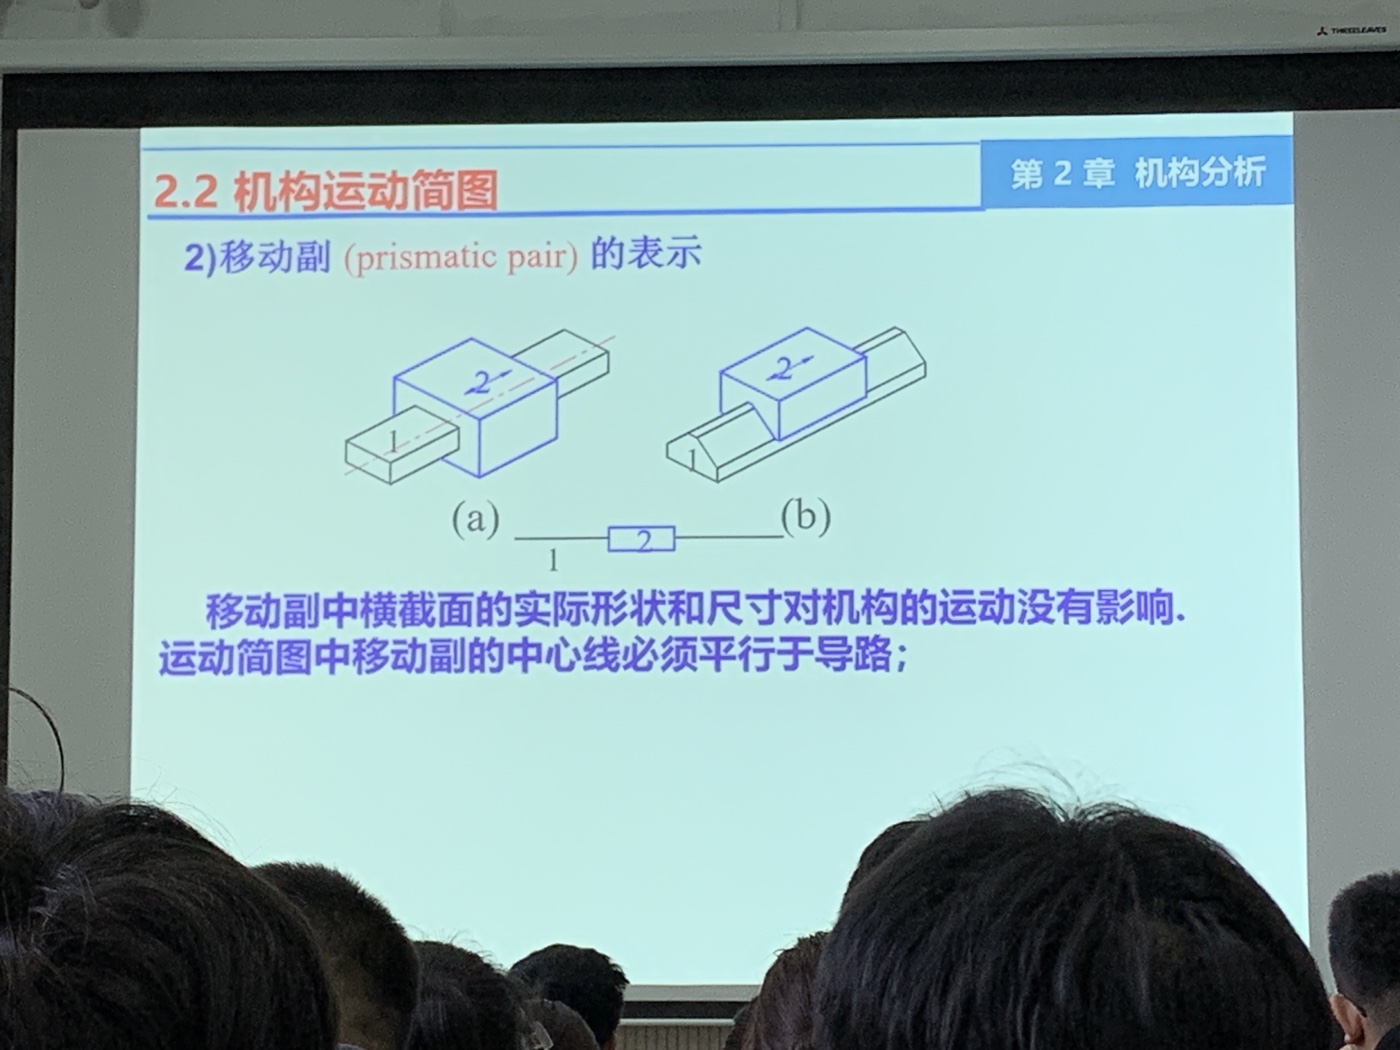 THREELEAVES
2.2 机构运动简图
第 2 章 机构分析
2)移动副 (prismatic pair) 的表示
2
1
2
1
(a)
(b)
2
1
移动副中横截面的实际形状和尺寸对机构的运动没有影响.
运动简图中移动副的中心线必须平行于导路;